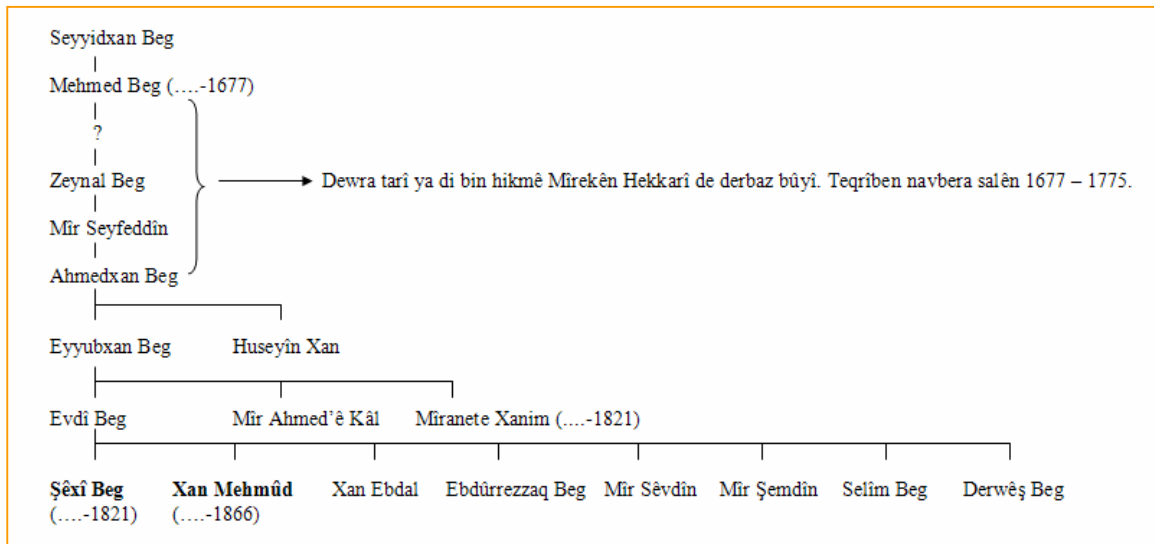 Seyyidxan Beg
Mehmed Beg (....-1677)
?
Zeynal Beg
Dewra tarî ya di bin hikmê Mîrekên Hekkarî de derbaz bûyî. Teqrîben navbera salên 1677 – 1775.
Mîr Seyfeddîn
Ahmedxan Beg
Eyyubxan Beg
Huseyîn Xan
Evdî Beg
Mîr Ahmed’ê Kâl
Mîranete Xanim (....-1821)
Şêxî Beg
(....-1821)
Xan Mehmûd
(....-1866)
Xan Ebdal
Ebdûrrezzaq Beg
Mîr Sêvdîn
Mîr Şemdîn
Selîm Beg
Derwêş Beg